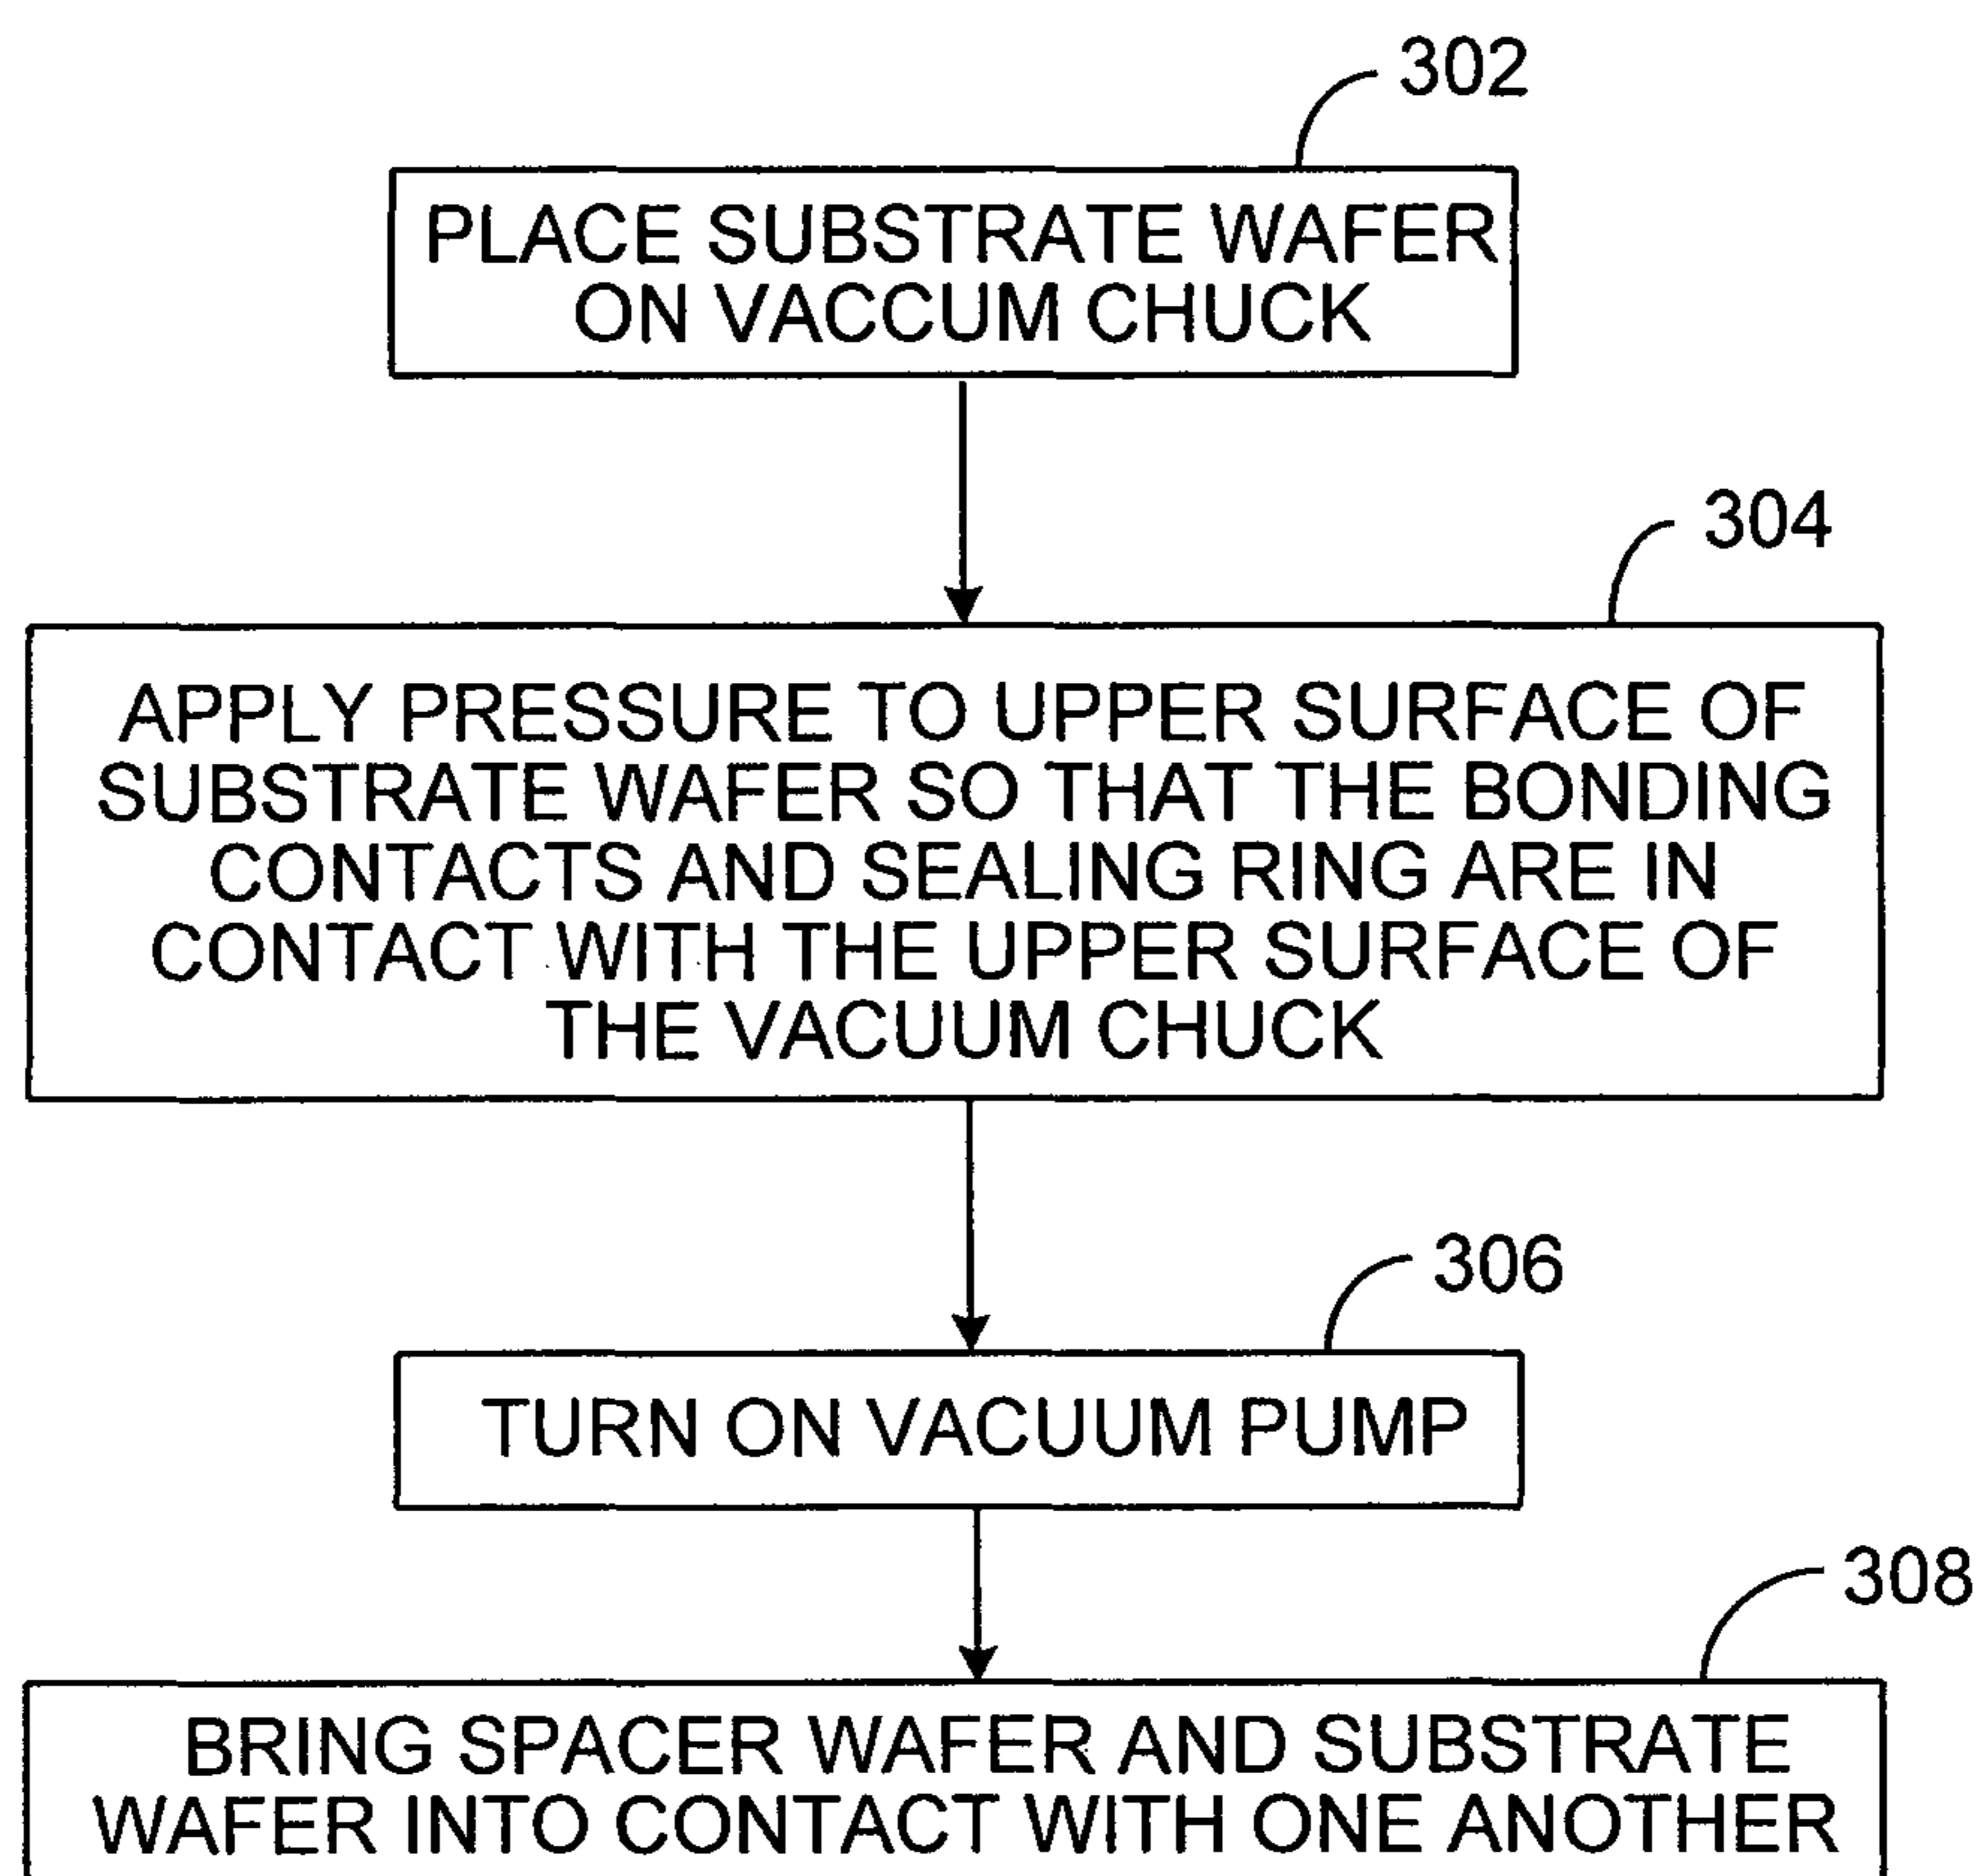 302
PLACE SUBSTRATE WAFER
ON VACCUM CHUCK
304
APPLY PRESSURE TO UPPER SURFACE OF
SUBSTRATE WAFER SO THAT THE BONDING
CONTACTS AND SEALING RING ARE IN
CONTACT WITH THE UPPER SURFACE OF
THE VACUUM CHUCK
306
TURN ON VACUUM PUMP
308
BRING SPACER WAFER AND SUBSTRATE
WAFER INTO CONTACT WITH ONE ANOTHER